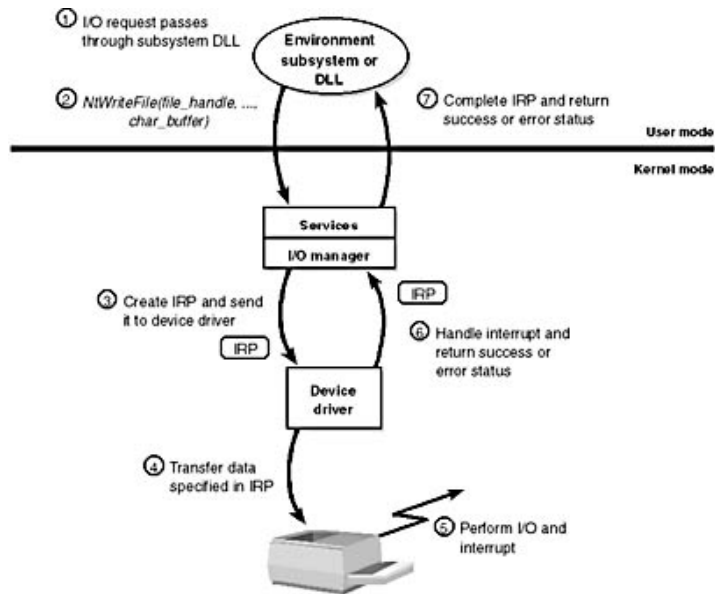 ① I/O request passes
through subsystem DLL
Environment
subsystem or
DLL
② NtWriteFile(file_handle, ...,
char_buffer)
⑦ Complete IRP and return
success or error status
User mode
Kernel mode
Services
I/O manager
③ Create IRP and send
it to device driver
IRP
IRP
⑥ Handle interrupt and
return success or
error status
Device
driver
④ Transfer data
specified in IRP
⑤ Perform I/O and
interrupt